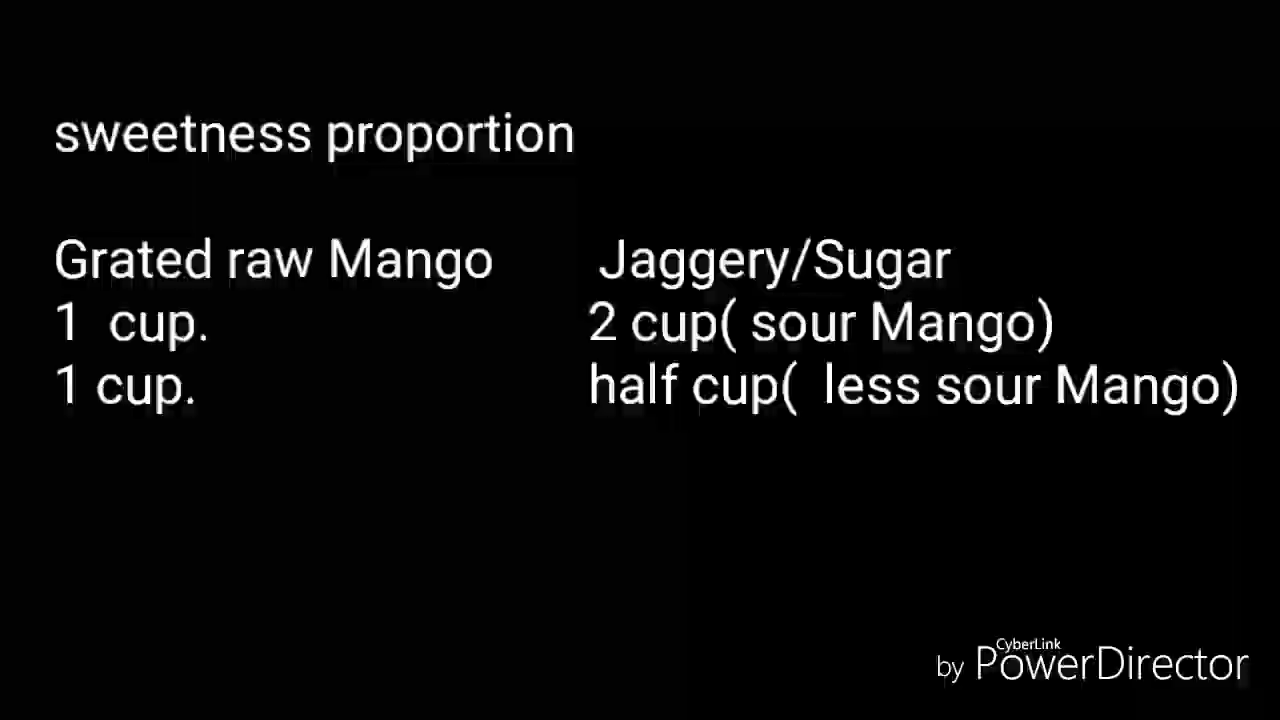 sweetness proportion
Grated raw Mango Jaggery/Sugar
1 cup. 2 cup( sour Mango)
1 cup. half cup( less sour Mango)
CyberLink
by PowerDirector